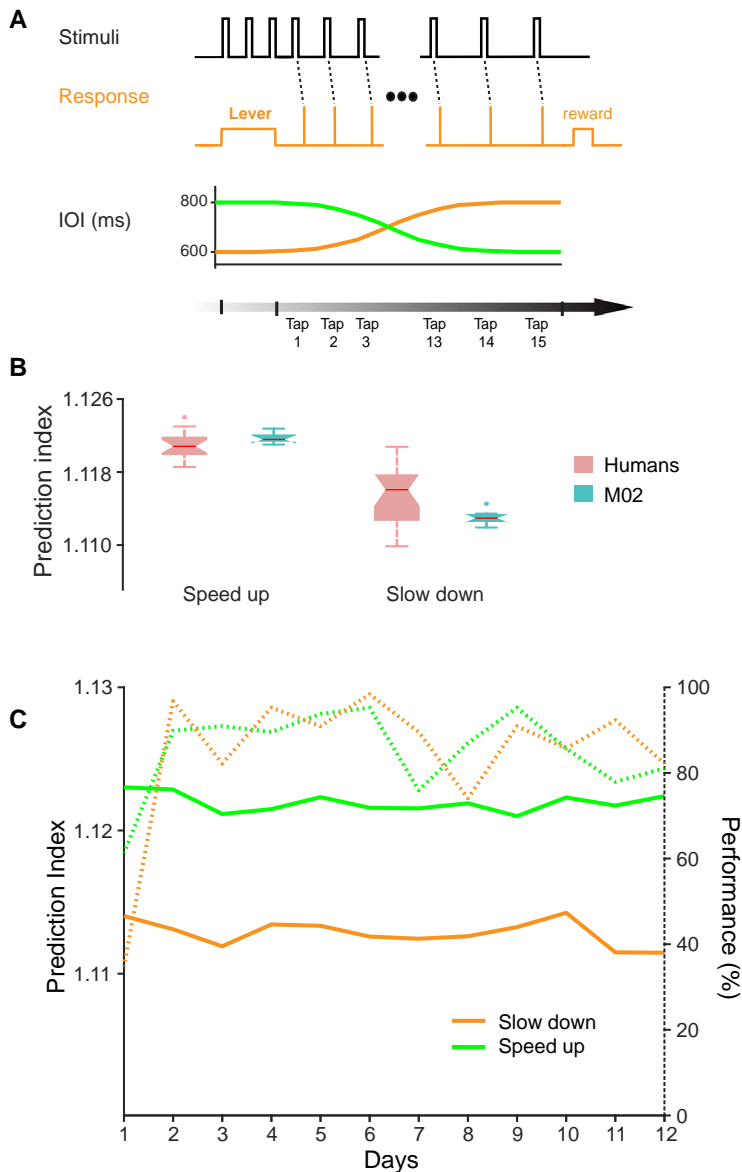 A
Stimuli
Response
Lever
reward
IOI (ms)
800
600
Tap Tap Tap Tap Tap Tap
1 2 3 13 14 15
B
Prediction index
1.126
1.118
1.110
*
*
Humans
M02
Speed up Slow down
C
Prediction Index
1.13
1.12
1.11
100
80
60
40
20
0
Performance (%)
Slow down
Speed up
1 2 3 4 5 6 7 8 9 10 11 12
Days